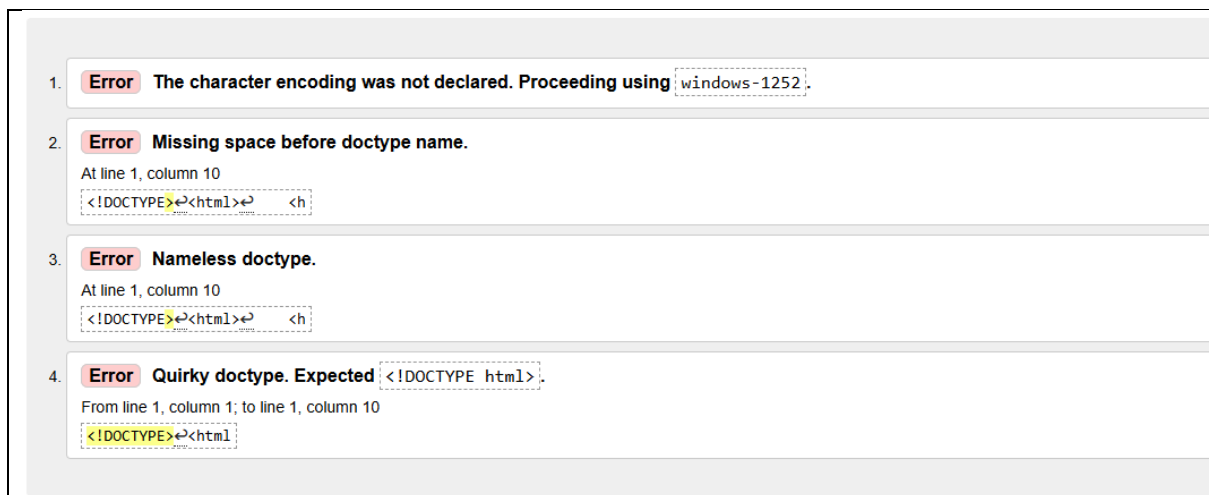 1. Error The character encoding was not declared. Proceeding using windows-1252.
2. Error Missing space before doctype name.
At line 1, column 10
<!DOCTYPE>↩<html>↩    <h
3. Error Nameless doctype.
At line 1, column 10
<!DOCTYPE>↩<html>↩    <h
4. Error Quirky doctype. Expected <!DOCTYPE html>.
From line 1, column 1; to line 1, column 10
<!DOCTYPE>↩<html